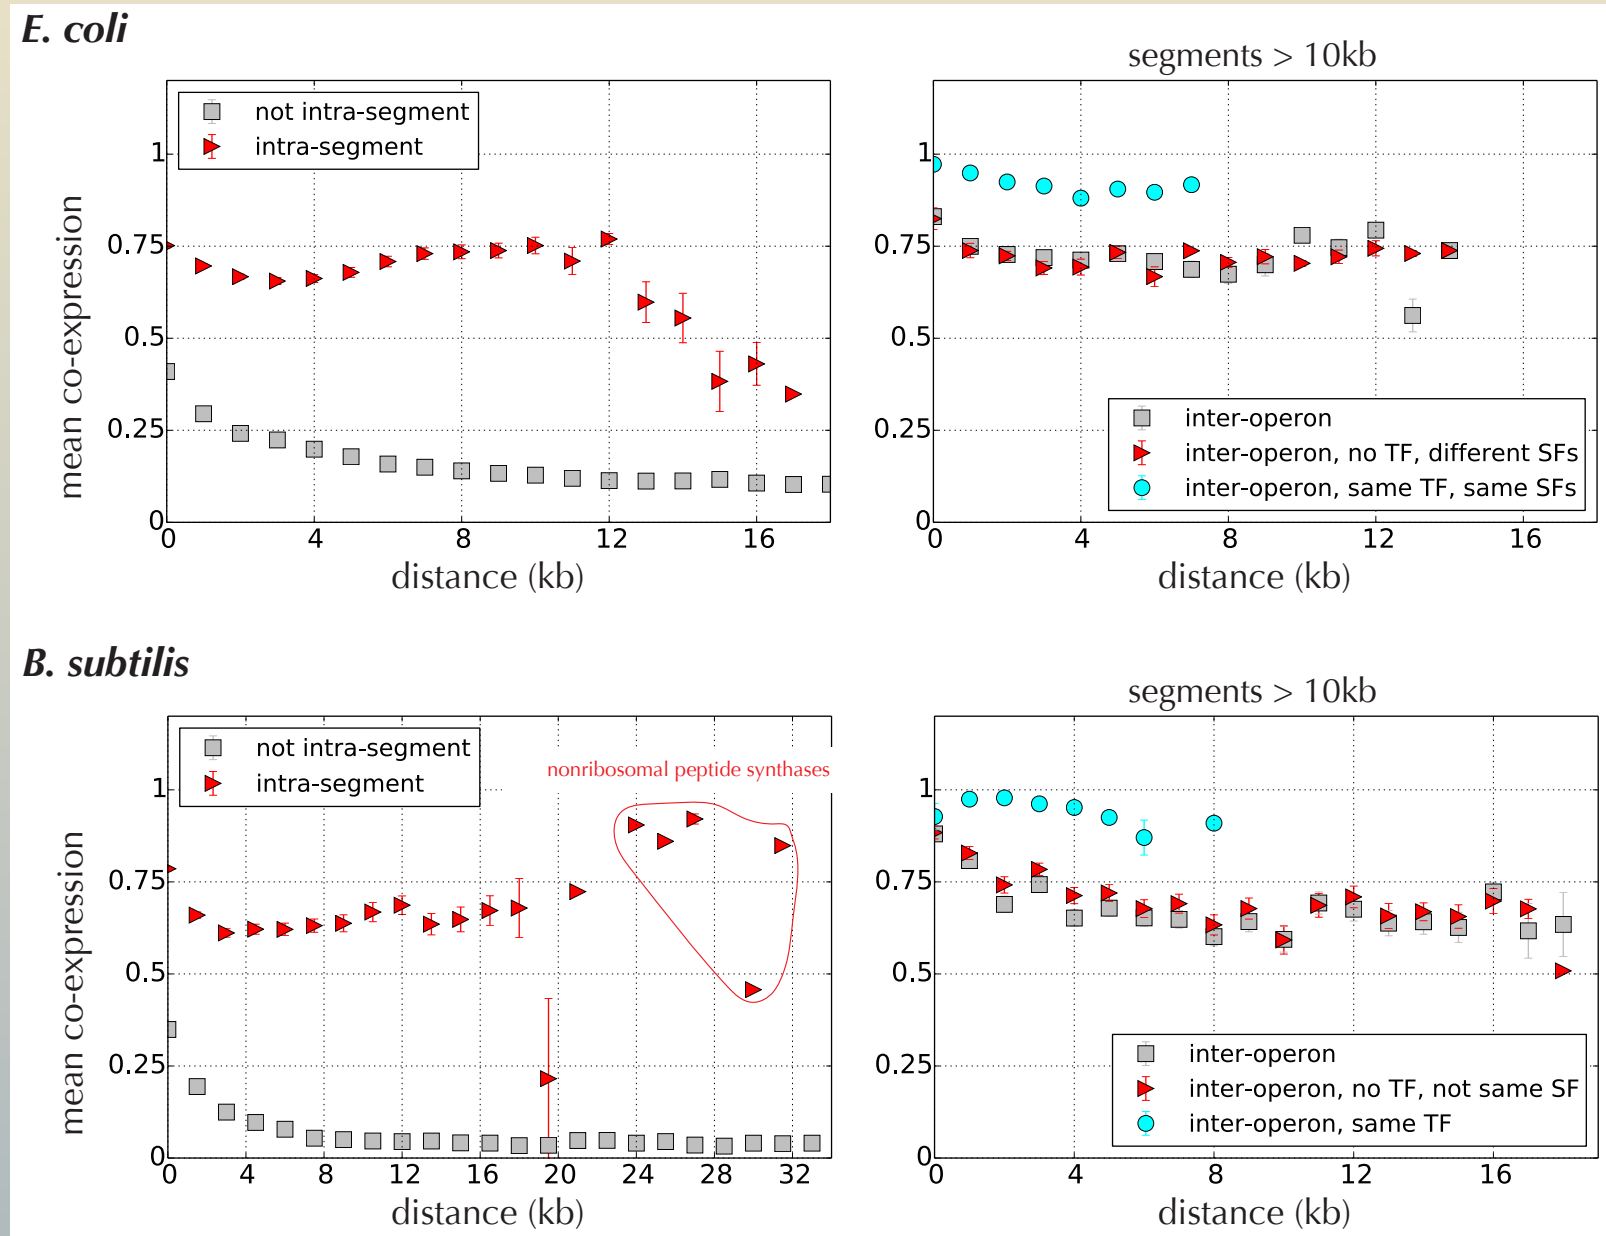 E. coli
not intra-segment
intra-segment
1
0.75
0.5
0.25
0
0 4 8 12 16
mean co-expression
distance (kb)
segments > 10kb
1
0.75
0.5
0.25
0
inter-operon
inter-operon, no TF, different SFs
inter-operon, same TF, same SFs
0 4 8 12 16
distance (kb)
B. subtilis
not intra-segment
intra-segment
nonribosomal peptide synthases
1
0.75
0.5
0.25
0
0 4 8 12 16 20 24 28 32
mean co-expression
distance (kb)
segments > 10kb
1
0.75
0.5
0.25
0
inter-operon
inter-operon, no TF, not same SF
inter-operon, same TF
0 4 8 12 16
distance (kb)